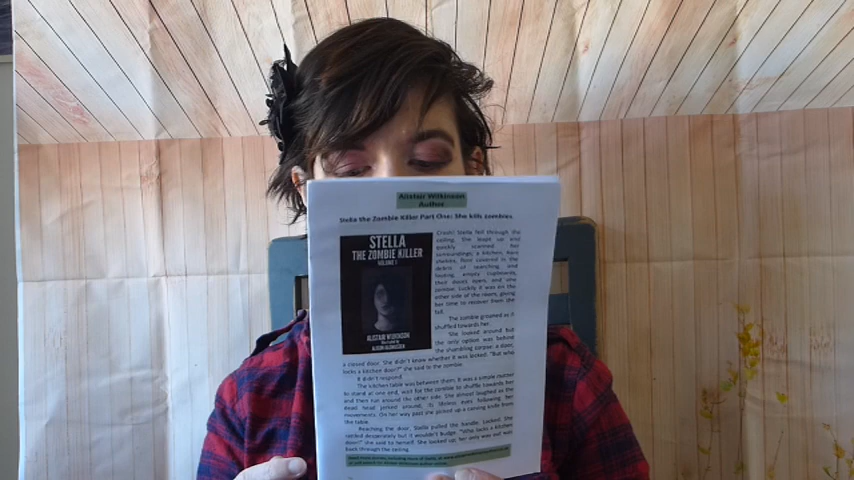 Alistair Wilkinson
Author
Stella the Zombie Killer Part One: She kills zombies.
STELLA
THE ZOMBIE KILLER
VOLUME 1
ALISTAIR WILKINSON
Crash! Stella fell through the
ceiling. She leapt up and
quickly scanned her
surroundings; a kitchen. Bare
shelves, floor covered in the
debris of searching, and
looting, empty cupboards,
their doors open, and one
zombie. Luckily it was on the
other side of the room, giving
her time to recover from the
fall.
The zombie groaned as it
shuffled towards her.
She looked around but
the only option was behind
the shambling corpse: a door,
a closed door. She didn't know whether it was locked. "But who
locks a kitchen door?" she said to the zombie.
It didn't respond.
The kitchen table was between them. It was a simple matter
to stand at one end, wait for the zombie to shuffle towards her
and then run around the other side. She almost laughed as the
dead head jerked around, its lifeless eyes following her
movements. On her way past she picked up a carving knife from
the table.
Reaching the door, Stella pulled the handle. Locked. She
rattled desperately but it wouldn't budge. "Who locks a kitchen
door!" she said to herself. She looked up; her only way out was
back through the ceiling.